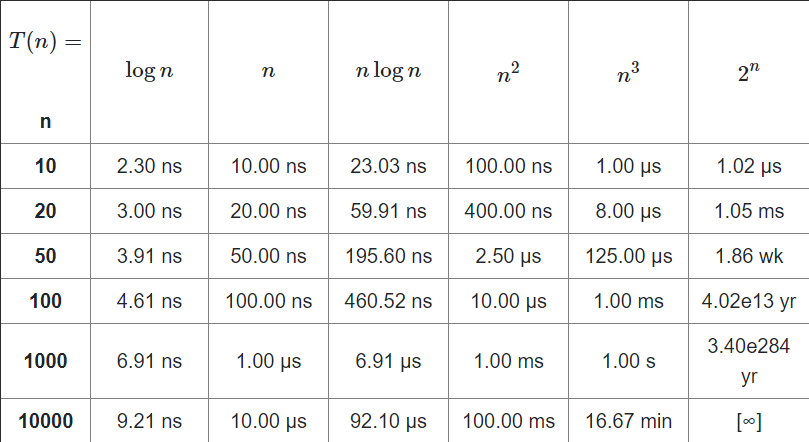 T(n) =
log n n n log n n² n³ 2ⁿ
n
10 2.30 ns 10.00 ns 23.03 ns 100.00 ns 1.00 µs 1.02 µs
20 3.00 ns 20.00 ns 59.91 ns 400.00 ns 8.00 µs 1.05 ms
50 3.91 ns 50.00 ns 195.60 ns 2.50 µs 125.00 µs 1.86 wk
100 4.61 ns 100.00 ns 460.52 ns 10.00 µs 1.00 ms 4.02e13 yr
1000 6.91 ns 1.00 µs 6.91 µs 1.00 ms 1.00 s 3.40e284
yr
10000 9.21 ns 10.00 µs 92.10 µs 100.00 ms 16.67 min [∞]